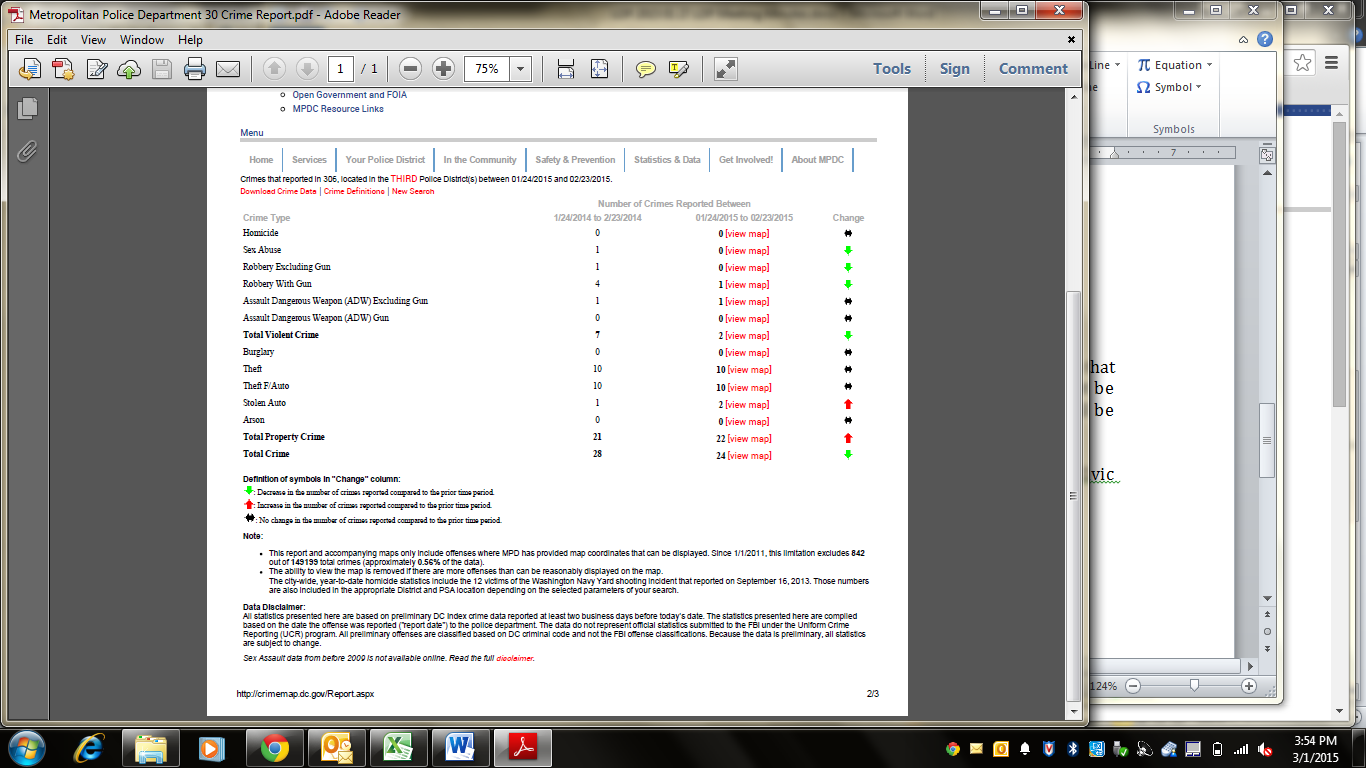 Metropolitan Police Department 30 Crime Report.pdf - Adobe Reader
File Edit View Window Help
1 / 1 75% Tools Sign Comment
Open Government and FOIA
MPDC Resource Links
Menu
Home Services Your Police District In the Community Safety & Prevention Statistics & Data Get Involved! About MPDC
Crimes that reported in 306, located in the THIRD Police District(s) between 01/24/2015 and 02/23/2015.
Download Crime Data | Crime Definitions | New Search
Number of Crimes Reported Between
Crime Type 1/24/2014 to 2/23/2014 01/24/2015 to 02/23/2015 Change
Homicide 0 0 [view map]
Sex Abuse 1 0 [view map]
Robbery Excluding Gun 1 0 [view map]
Robbery With Gun 4 1 [view map]
Assault Dangerous Weapon (ADW) Excluding Gun 1 1 [view map]
Assault Dangerous Weapon (ADW) Gun 0 0 [view map]
Total Violent Crime 7 2 [view map]
Burglary 0 0 [view map]
Theft 10 10 [view map]
Theft F/Auto 10 10 [view map]
Stolen Auto 1 2 [view map]
Arson 0 0 [view map]
Total Property Crime 21 22 [view map]
Total Crime 28 24 [view map]
Definition of symbols in "Change" column:
: Decrease in the number of crimes reported compared to the prior time period.
: Increase in the number of crimes reported compared to the prior time period.
: No change in the number of crimes reported compared to the prior time period.
Note:
This report and accompanying maps only include offenses where MPD has provided map coordinates that can be displayed. Since 1/1/2011, this limitation excludes 842
out of 149199 total crimes (approximately 0.56% of the data).
The ability to view the map is removed if there are more offenses than can be reasonably displayed on the map.
The city-wide, year-to-date homicide statistics include the 12 victims of the Washington Navy Yard shooting incident that reported on September 16, 2013. Those numbers
are also included in the appropriate District and PSA location depending on the selected parameters of your search.
Data Disclaimer:
All statistics presented here are based on preliminary DC Index crime data reported at least two business days before today's date. The statistics presented here are compiled
based on the date the offense was reported ("report date") to the police department. The data do not represent official statistics submitted to the FBI under the Uniform Crime
Reporting (UCR) program. All preliminary offenses are classified based on DC criminal code and not the FBI offense classifications. Because the data is preliminary, all statistics
are subject to change.
Sex Assault data from before 2009 is not available online. Read the full disclaimer.
http://crimemap.dc.gov/Report.aspx 2/3
Line
Equation
Symbol
Symbols
7
hat
be
be
vic
124%
3:54 PM
3/1/2015